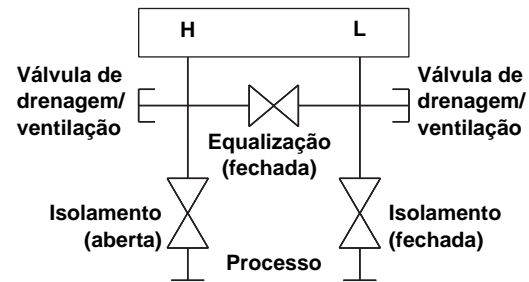 H L
Válvula de
drenagem/
ventilação
Válvula de
drenagem/
ventilação
Equalização
(fechada)
Isolamento
(aberta)
Isolamento
(fechada)
Processo